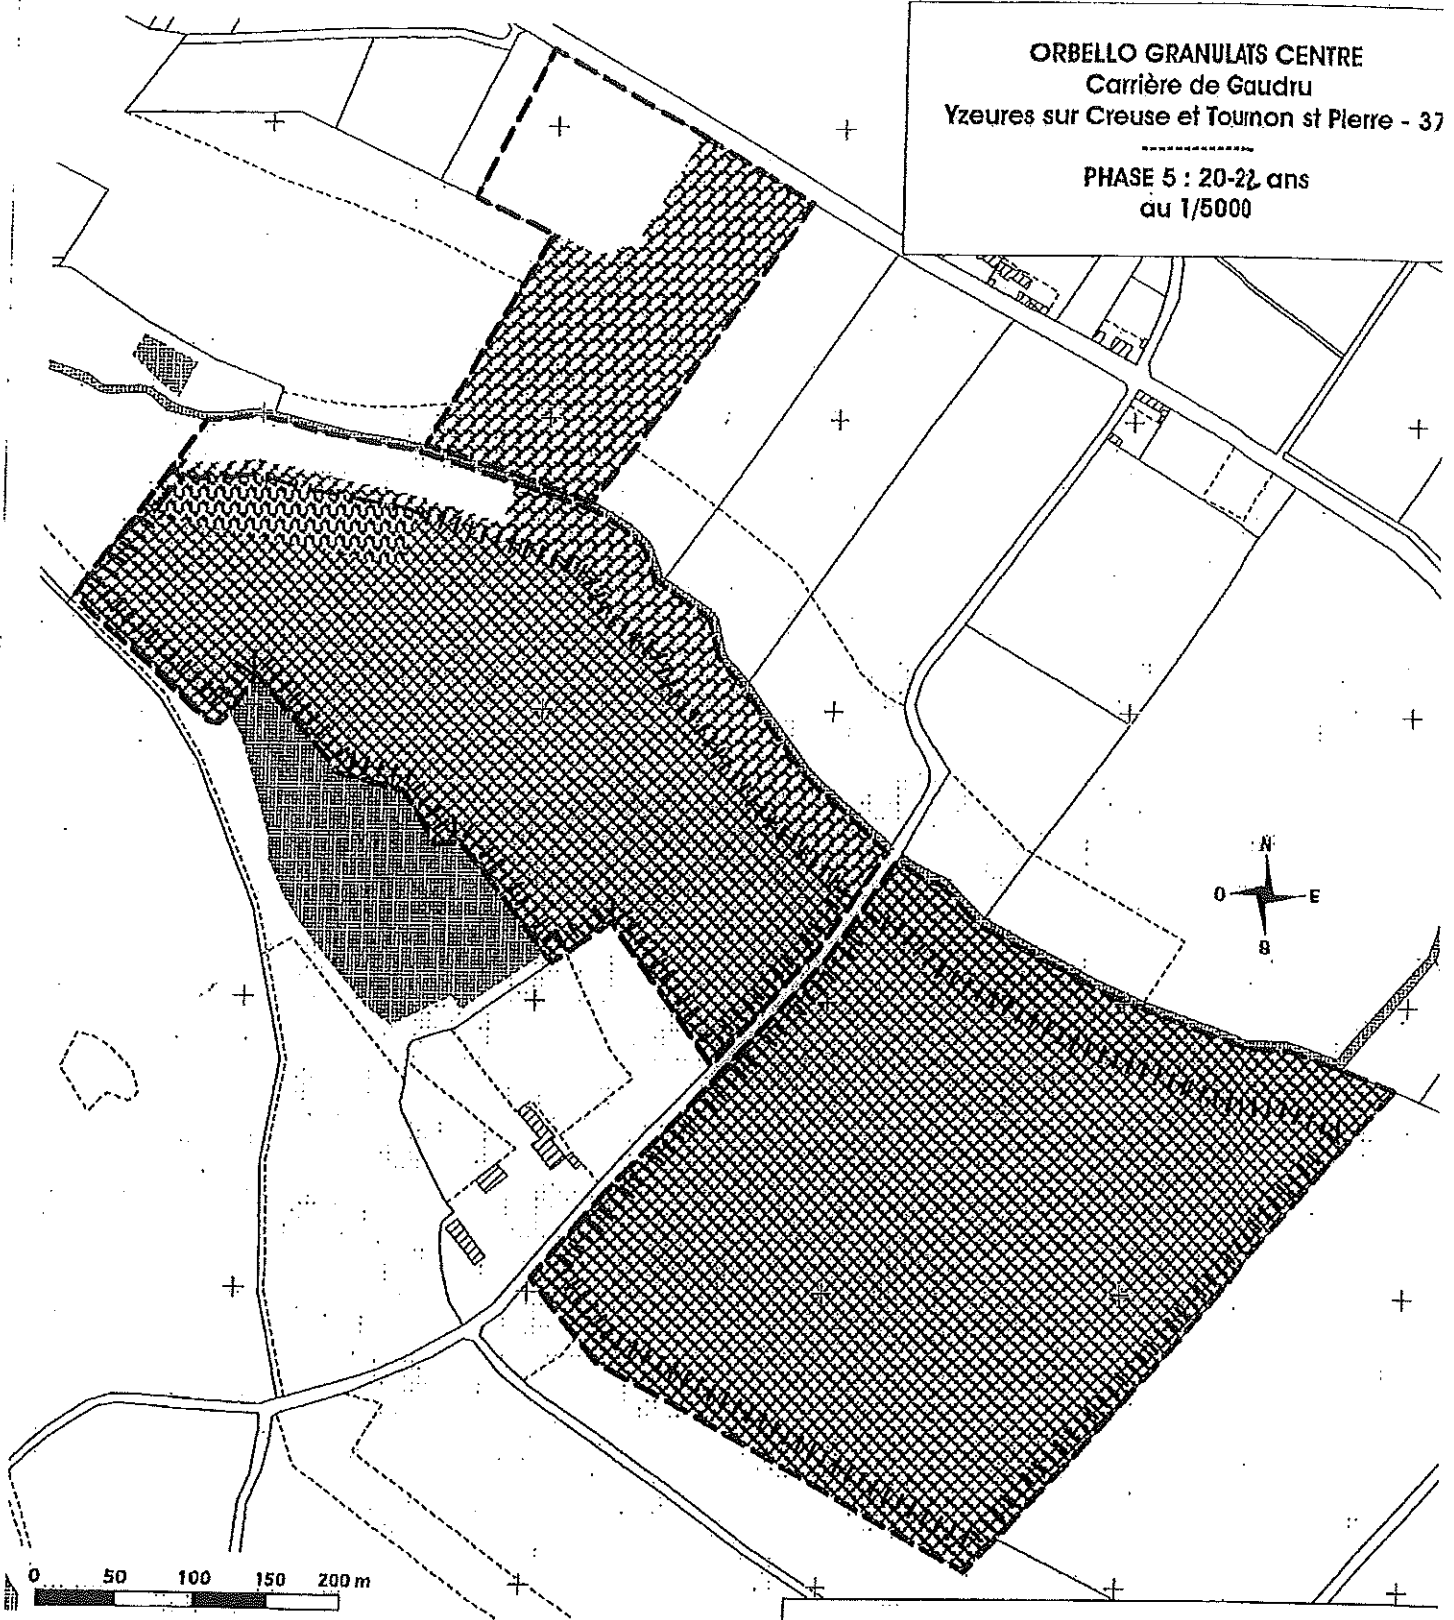 ORBELLO GRANULATS CENTRE
Carrière de Gaudru
Yzeures sur Creuse et Tournon st Pierre - 37
------------
PHASE 5 : 20-22 ans
au 1/5000
N
O E
S
0 50 100 150 200 m